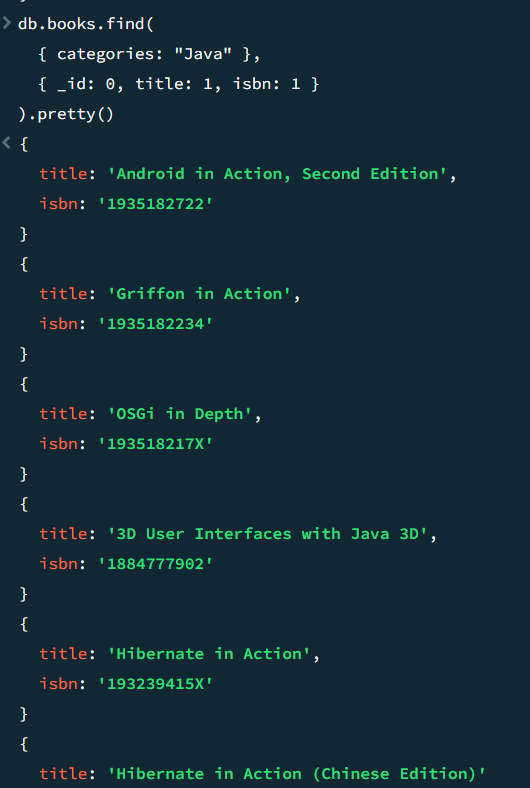 db.books.find(
{ categories: "Java" },
{ _id: 0, title: 1, isbn: 1 }
).pretty()
{
title: 'Android in Action, Second Edition',
isbn: '1935182722'
}
{
title: 'Griffon in Action',
isbn: '1935182234'
}
{
title: 'OSGi in Depth',
isbn: '193518217X'
}
{
title: '3D User Interfaces with Java 3D',
isbn: '1884777902'
}
{
title: 'Hibernate in Action',
isbn: '193239415X'
}
{
title: 'Hibernate in Action (Chinese Edition)'